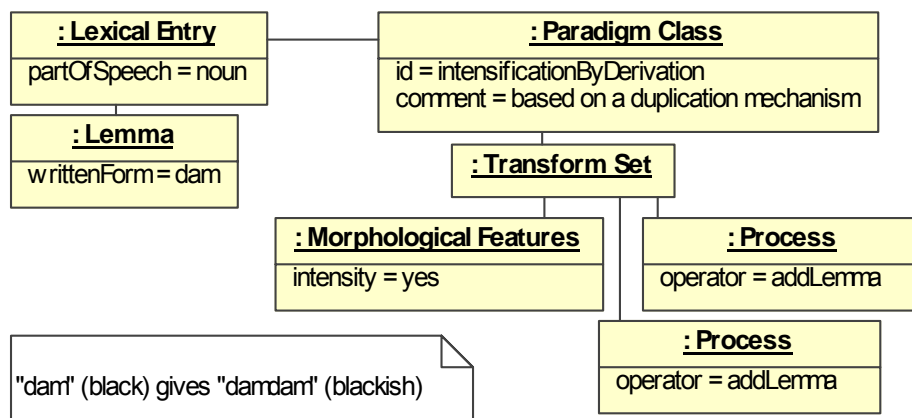 : Lexical Entry
partOfSpeech = noun
: Paradigm Class
id = intensificationByDerivation
comment = based on a duplication mechanism
: Lemma
writtenForm = dam
: Transform Set
: Morphological Features
intensity = yes
: Process
operator = addLemma
: Process
operator = addLemma
"dam" (black) gives "damdam" (blackish)